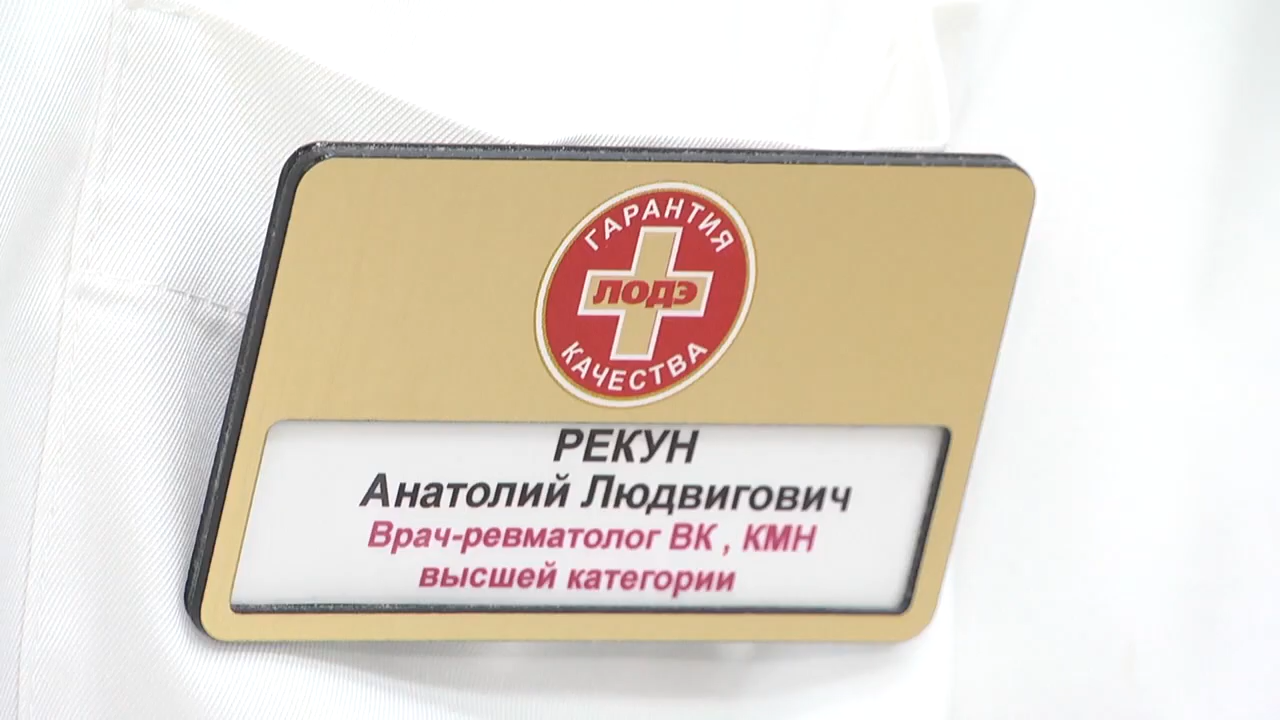 ГАРАНТИЯ
ЛОДЭ
КАЧЕСТВА
РЕКУН
Анатолий Людвигович
Врач-ревматолог ВК , КМН
высшей категории